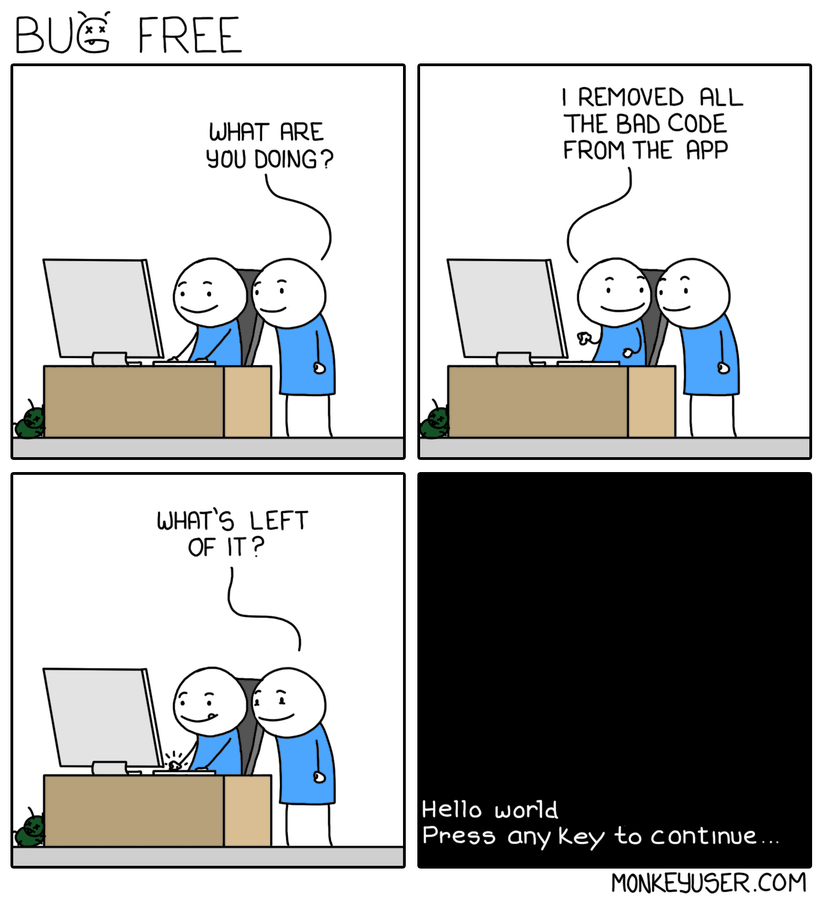 BUG FREE
WHAT ARE
YOU DOING?
I REMOVED ALL
THE BAD CODE
FROM THE APP
WHAT'S LEFT
OF IT?
Hello world
Press any key to continue...
MONKEYUSER.COM